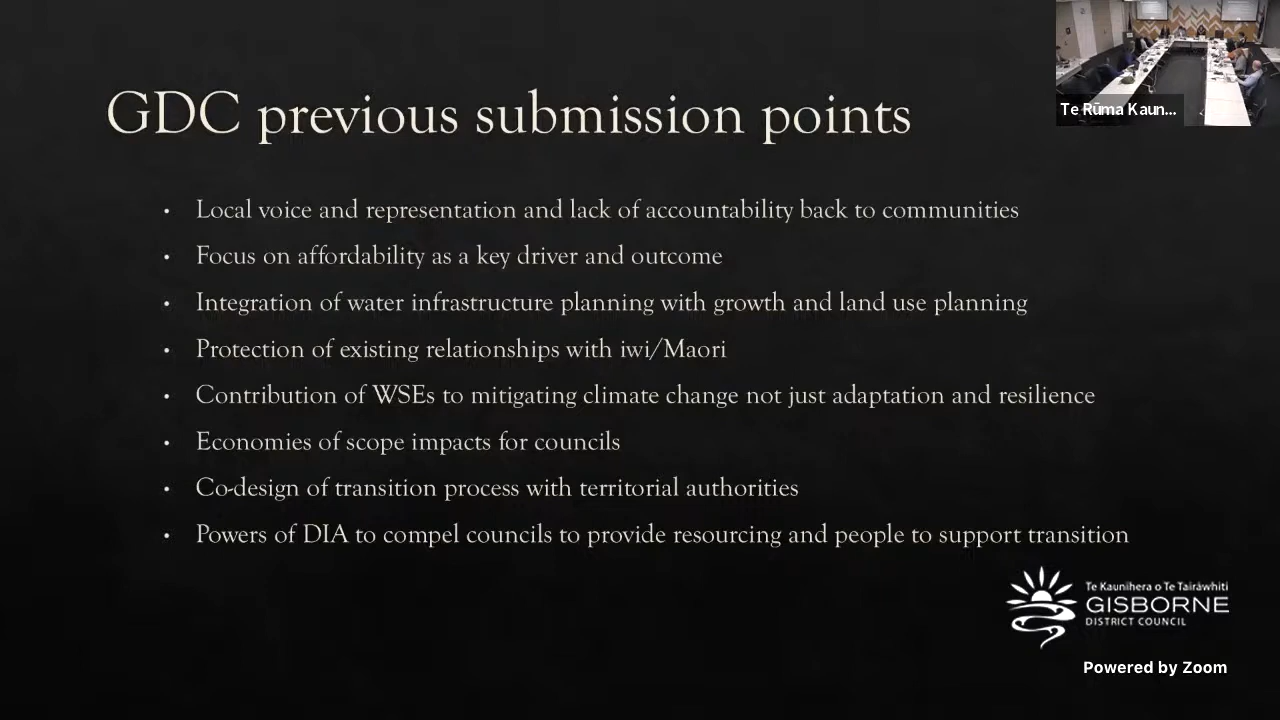 GDC previous submission points
Te Rūma Kaun...
• Local voice and representation and lack of accountability back to communities
• Focus on affordability as a key driver and outcome
• Integration of water infrastructure planning with growth and land use planning
• Protection of existing relationships with iwi/Maori
• Contribution of WSEs to mitigating climate change not just adaptation and resilience
• Economies of scope impacts for councils
• Co-design of transition process with territorial authorities
• Powers of DIA to compel councils to provide resourcing and people to support transition
Te Kaunihera o Te Tairāwhiti
GISBORNE
DISTRICT COUNCIL
Powered by Zoom